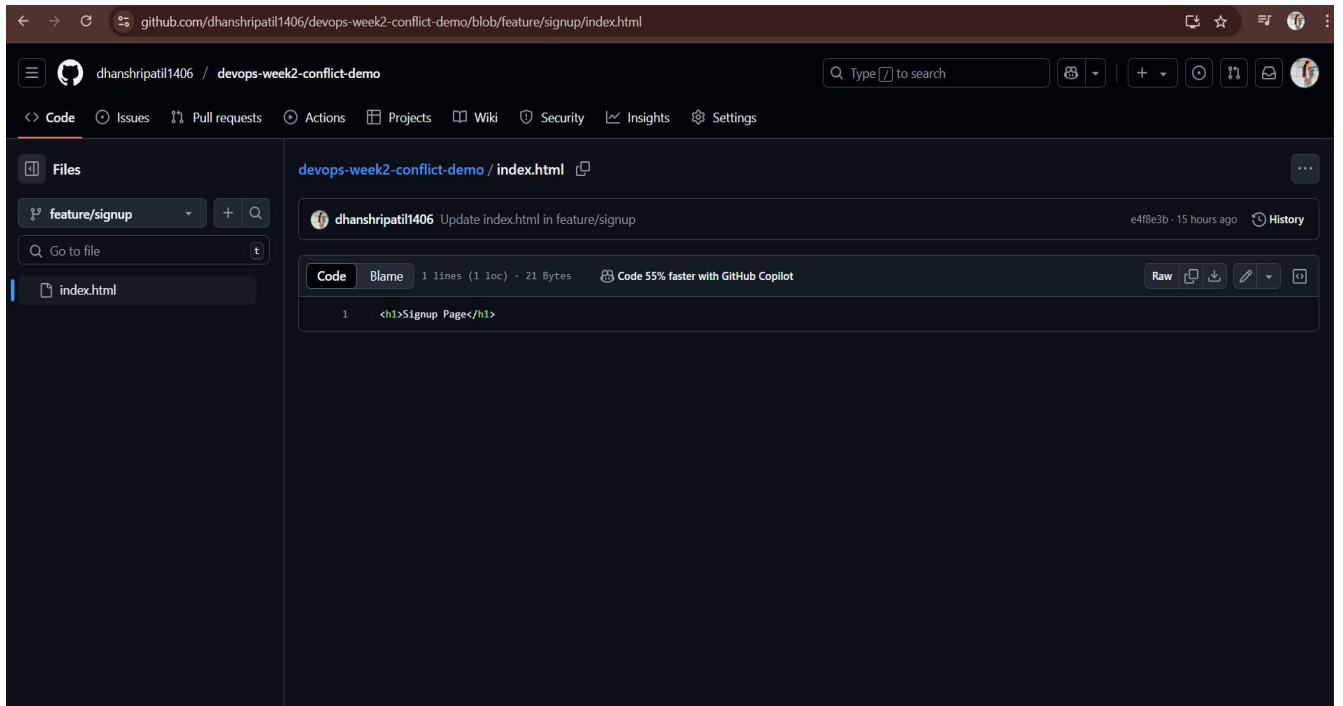 github.com/dhanshripatil1406/devops-week2-conflict-demo/blob/feature/signup/index.html
dhanshripatil1406 / devops-week2-conflict-demo
Type / to search
Code Issues Pull requests Actions Projects Wiki Security Insights Settings
Files
devops-week2-conflict-demo / index.html
feature/signup
dhanshripatil1406 Update index.html in feature/signup e4f8e3b · 15 hours ago History
Go to file t
Code Blame 1 lines (1 loc) · 21 Bytes Code 55% faster with GitHub Copilot Raw
index.html
1 <h1>Signup Page</h1>